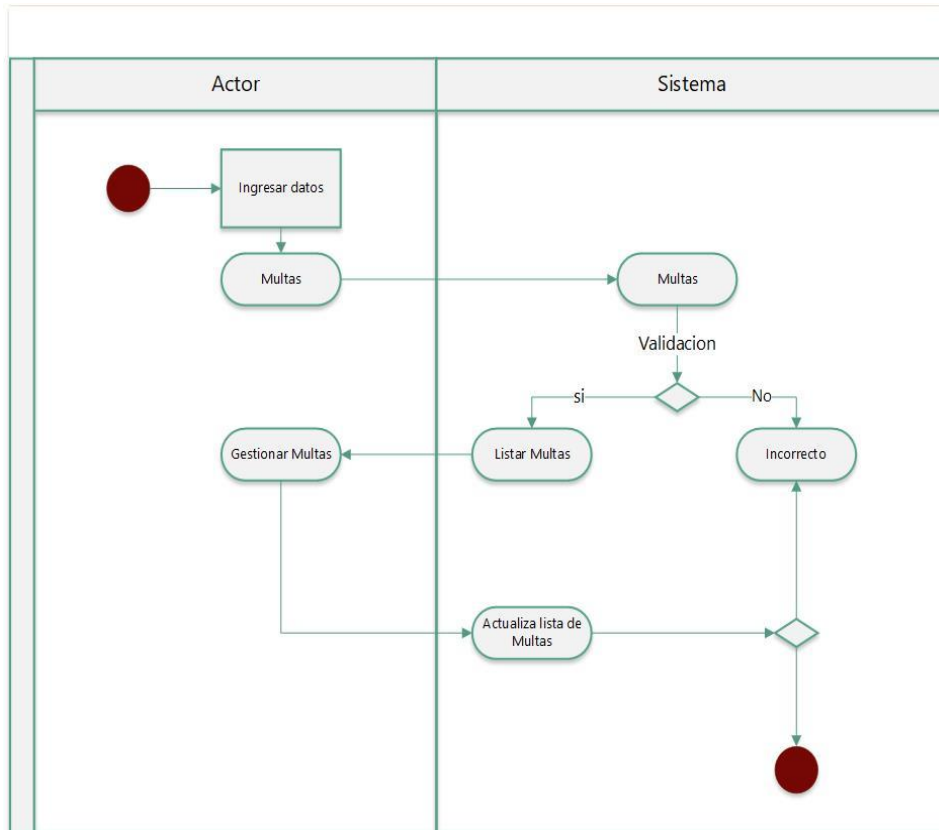 Actor
Sistema
Ingresar datos
Multas
Multas
Validacion
si
No
Gestionar Multas
Listar Multas
Incorrecto
Actualiza lista de
Multas